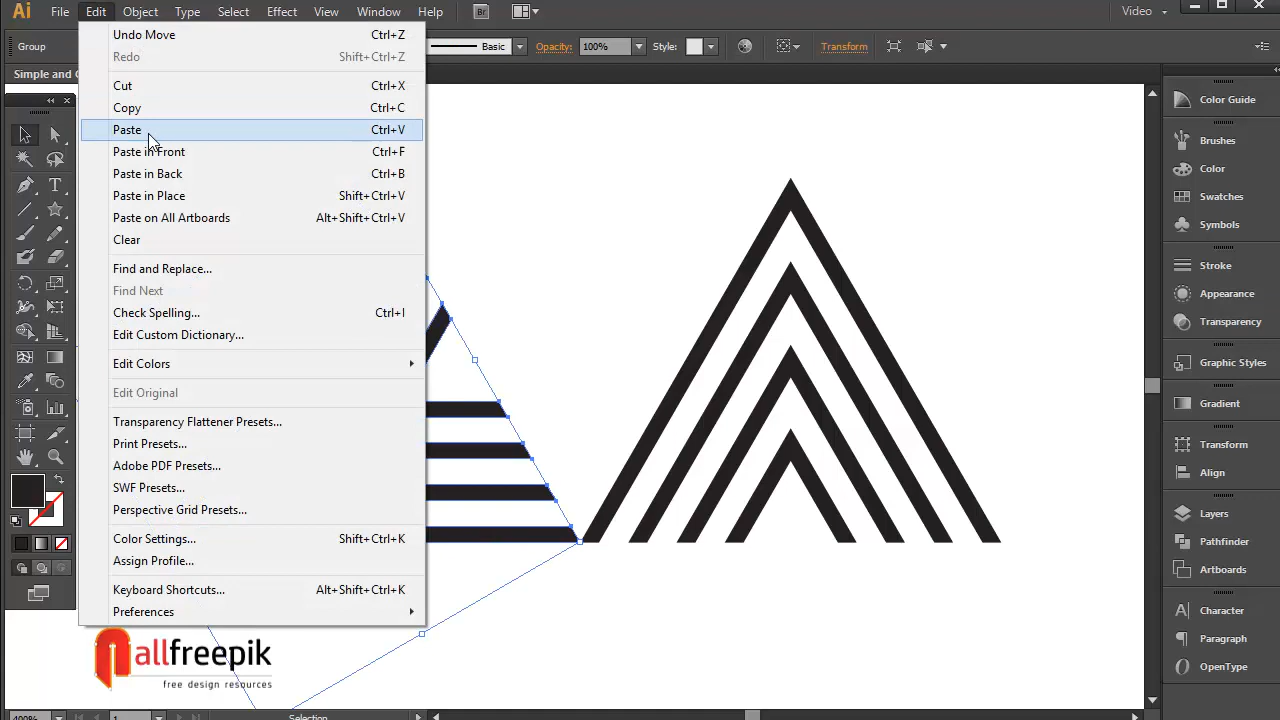 Ai File Edit Object Type Select Effect View Window Help Br Video
Group Basic Opacity: 100% Style: Transform
Simple and
Undo Move Ctrl+Z
Redo Shift+Ctrl+Z
Cut Ctrl+X
Copy Ctrl+C
Paste Ctrl+V
Paste in Front Ctrl+F
Paste in Back Ctrl+B
Paste in Place Shift+Ctrl+V
Paste on All Artboards Alt+Shift+Ctrl+V
Clear
Find and Replace...
Find Next
Check Spelling... Ctrl+I
Edit Custom Dictionary...
Edit Colors
Edit Original
Transparency Flattener Presets...
Print Presets...
Adobe PDF Presets...
SWF Presets...
Perspective Grid Presets...
Color Settings... Shift+Ctrl+K
Assign Profile...
Keyboard Shortcuts... Alt+Shift+Ctrl+K
Preferences
Color Guide
Brushes
Color
Swatches
Symbols
Stroke
Appearance
Transparency
Graphic Styles
Gradient
Transform
Align
Layers
Pathfinder
Artboards
Character
Paragraph
OpenType
allfreepik
free design resources
400% 1 Selection